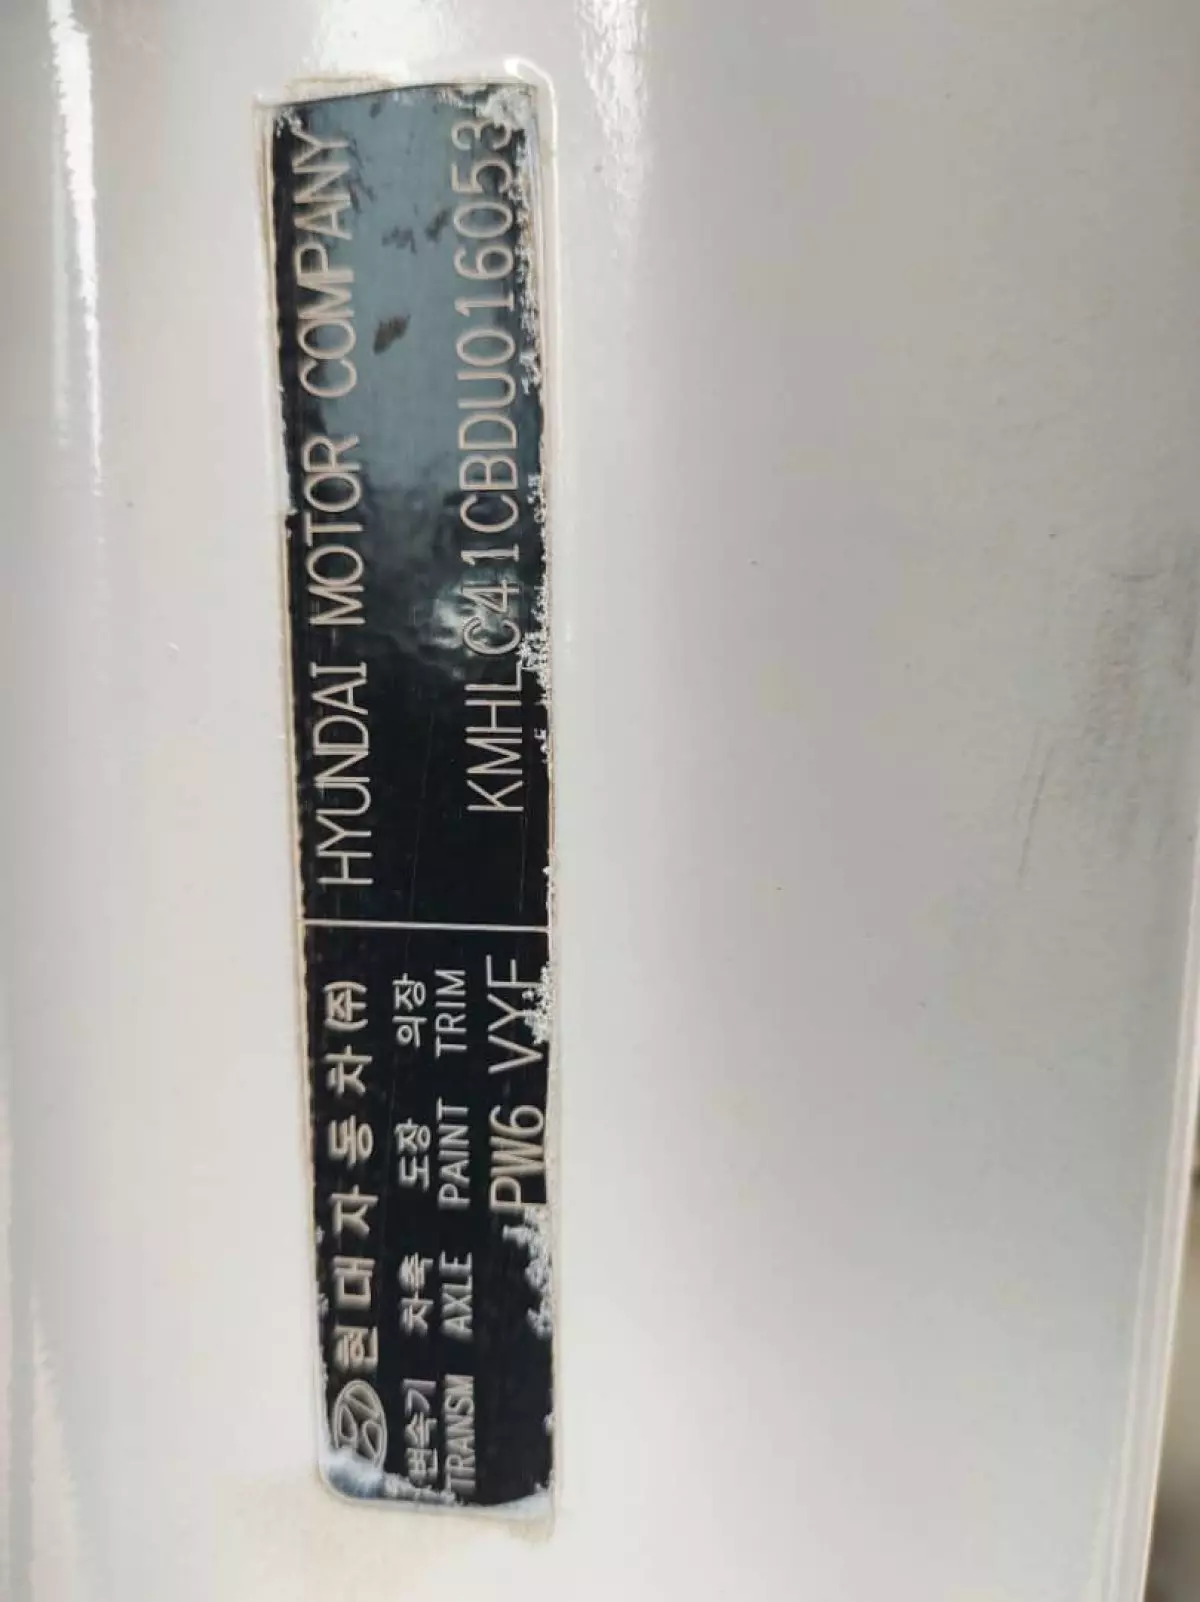 현대자동차(주) HYUNDAI MOTOR COMPANY
변속기 차축 도장 의장
TRANSM AXLE PAINT TRIM
PW6 VYF KMHLC41CBDU016053